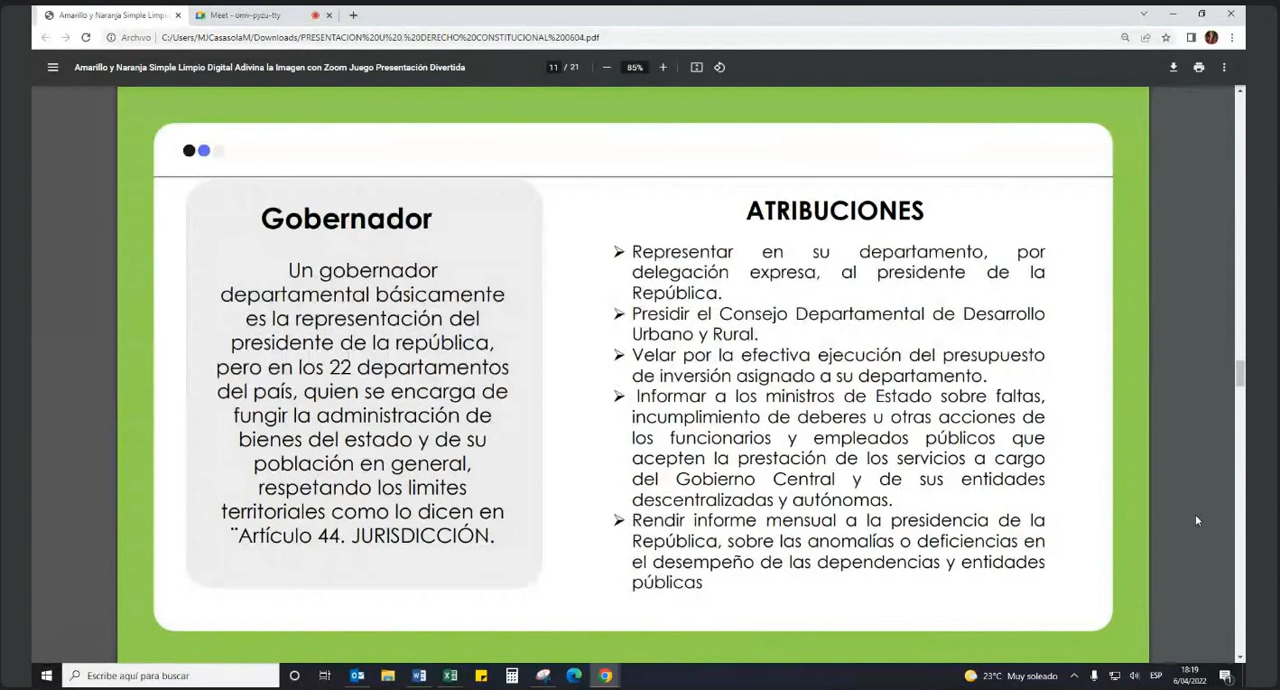 Amarillo y Naranja Simple Limpi
Meet - omv-pyzu-tty
Archivo
C:/Users/MJCasasolaM/Downloads/PRESENTACION%20U%20,%20DERECHO%20CONSTITUCIONAL%200604.pdf
Amarillo y Naranja Simple Limpio Digital Adivina la Imagen con Zoom Juego Presentación Divertida
11 / 21
85%
Gobernador
Un gobernador
departamental básicamente
es la representación del
presidente de la república,
pero en los 22 departamentos
del país, quien se encarga de
fungir la administración de
bienes del estado y de su
población en general,
respetando los limites
territoriales como lo dicen en
¨Artículo 44. JURISDICCIÓN.
ATRIBUCIONES
Representar en su departamento, por
delegación expresa, al presidente de la
República.
Presidir el Consejo Departamental de Desarrollo
Urbano y Rural.
Velar por la efectiva ejecución del presupuesto
de inversión asignado a su departamento.
Informar a los ministros de Estado sobre faltas,
incumplimiento de deberes u otras acciones de
los funcionarios y empleados públicos que
acepten la prestación de los servicios a cargo
del Gobierno Central y de sus entidades
descentralizadas y autónomas.
Rendir informe mensual a la presidencia de la
República, sobre las anomalías o deficiencias en
el desempeño de las dependencias y entidades
públicas
Escribe aquí para buscar
23°C Muy soleado
ESP
18:19
6/04/2022